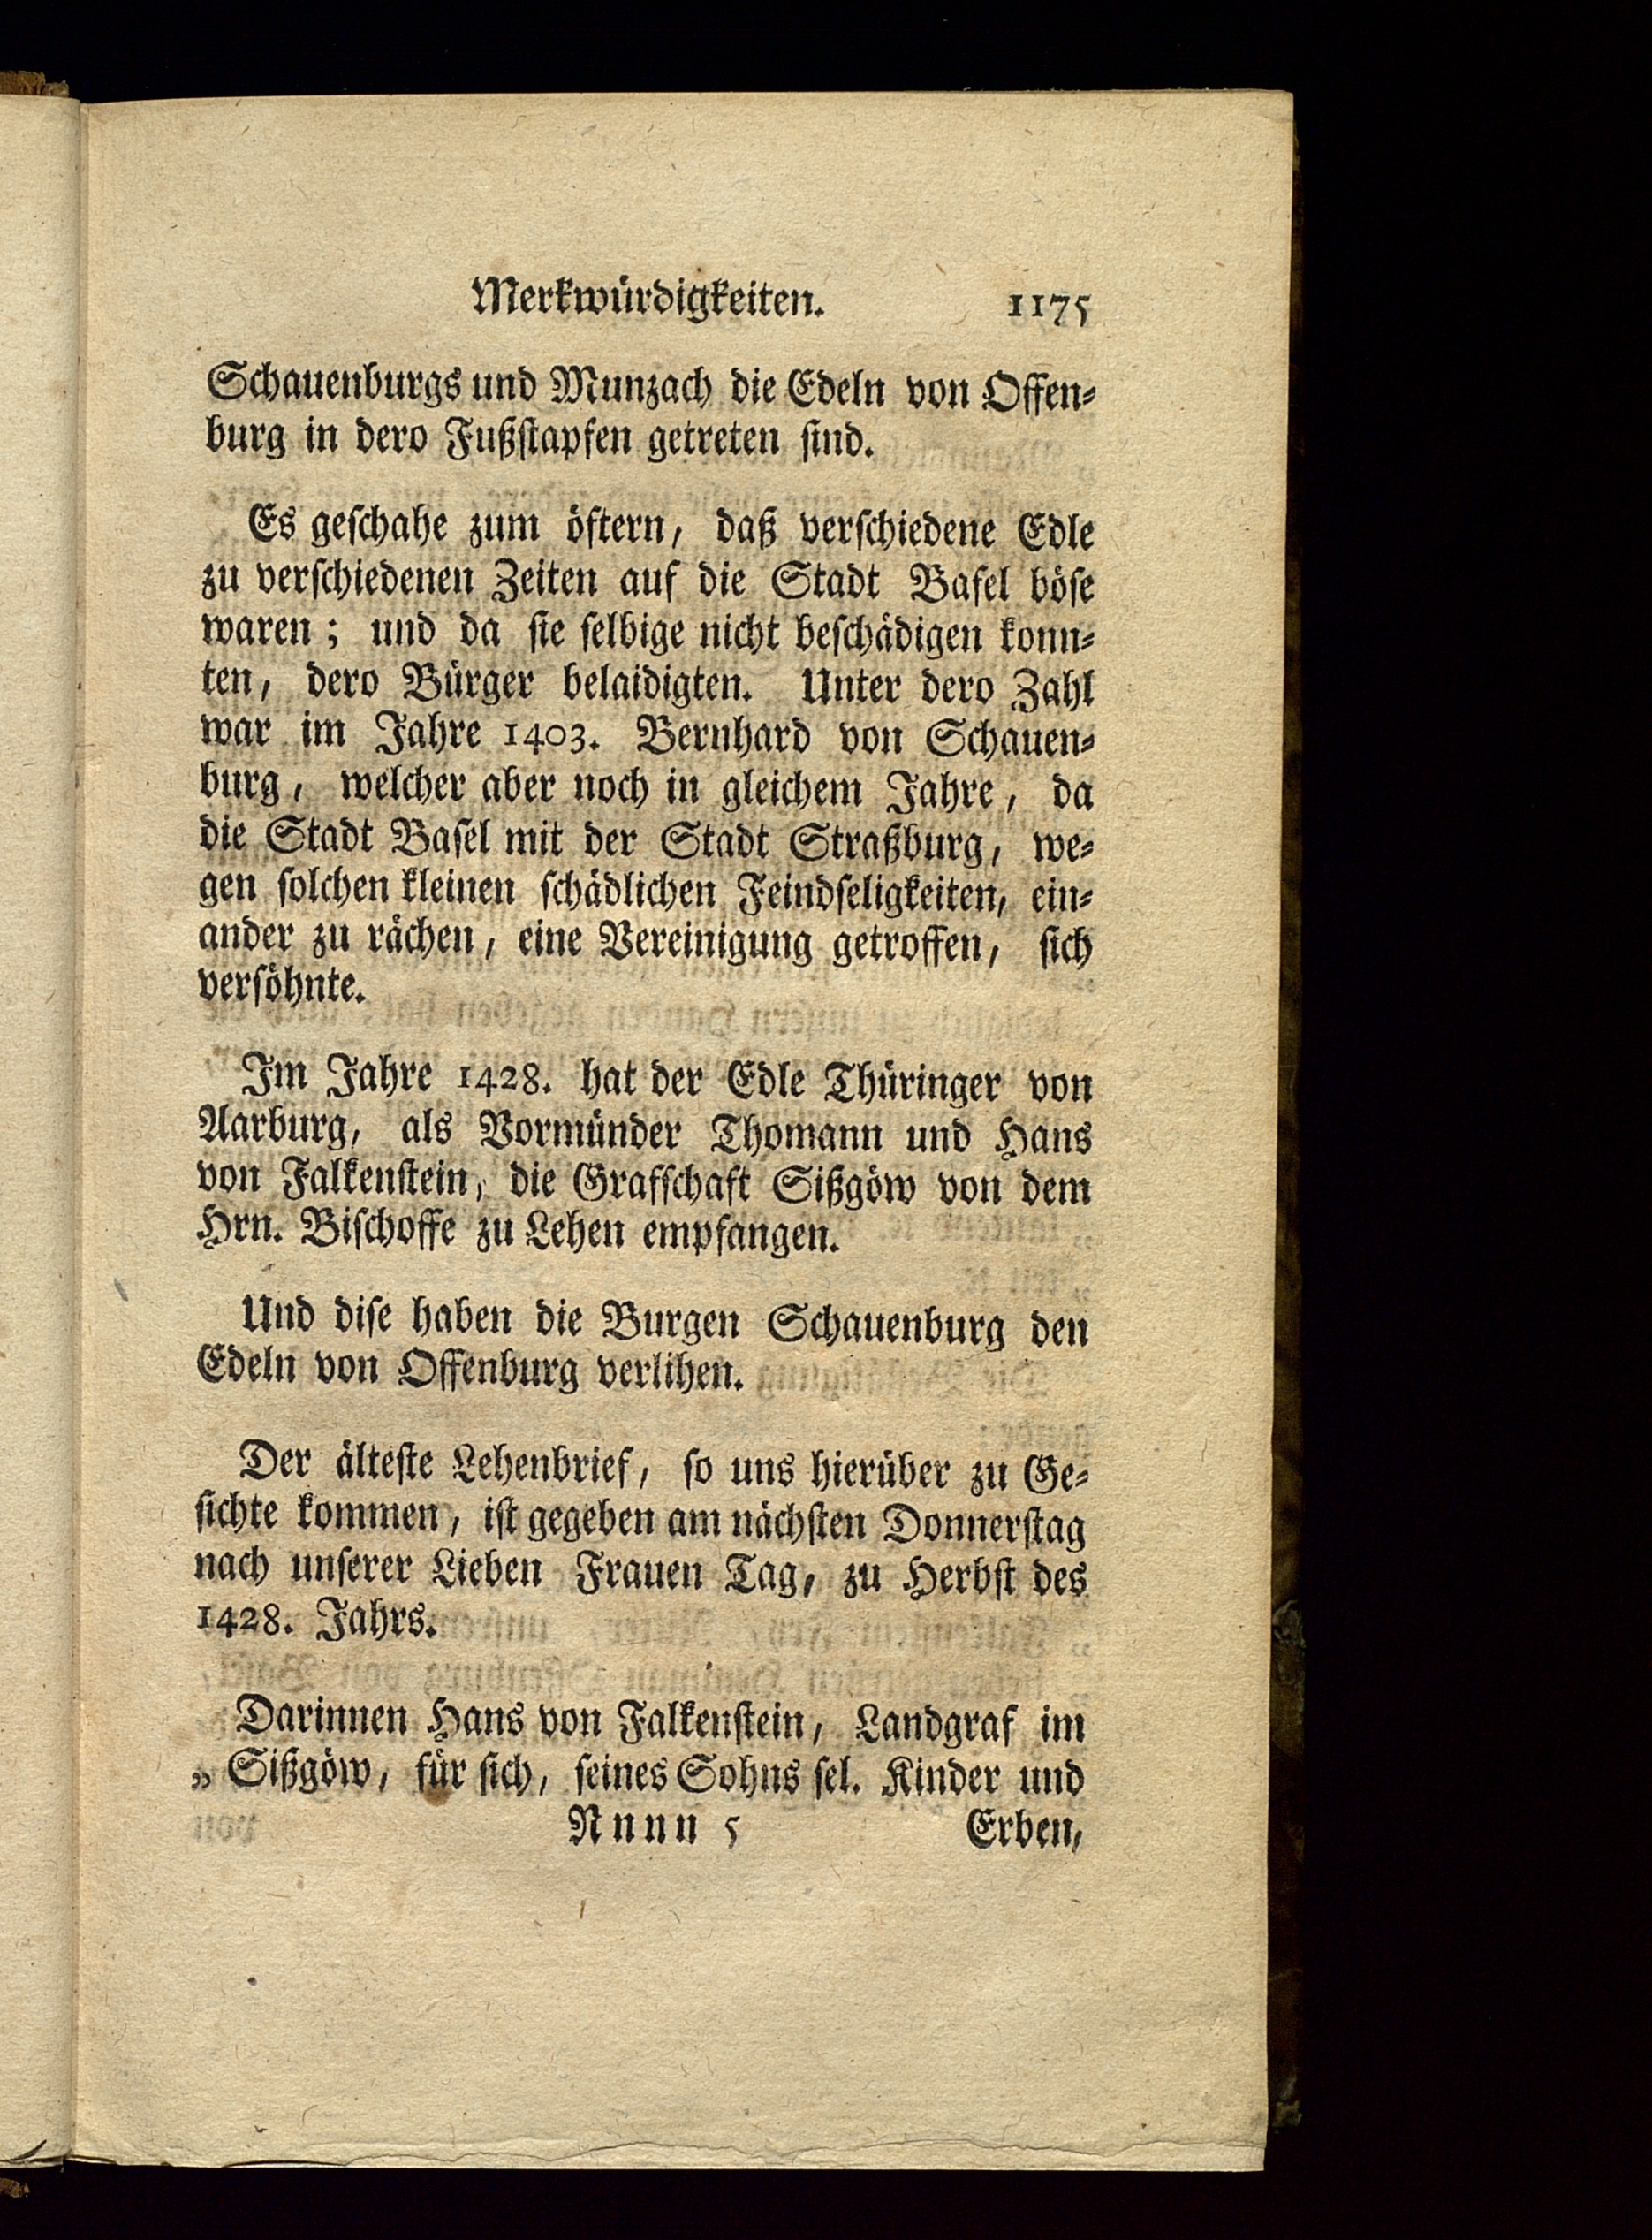 Merkwürdigkeiten. 1175
Schauenburgs und Munzach die Edeln von Offen⸗
burg in dero Fußstapfen getreten sind.
Es geschahe zum öftern, daß verschiedene Edle
zu verschiedenen Zeiten auf die Stadt Basel böse
waren; und da sie selbige nicht beschädigen konn⸗
ten, dero Bürger belaidigten. Unter dero Zahl
war im Jahre 1403. Bernhard von Schauen⸗
burg, welcher aber noch in gleichem Jahre, da
die Stadt Basel mit der Stadt Straßburg, we⸗
gen solchen kleinen schädlichen Feindseligkeiten, ein⸗
ander zu rächen, eine Vereinigung getroffen, sich
versöhnte.
Im Jahre 1428. hat der Edle Thüringer von
Aarburg, als Vormünder Thomann und Hans
von Falkenstein, die Grafschaft Sißgöw von dem
Hrn. Bischoffe zu Lehen empfangen.
Und dise haben die Burgen Schauenburg den
Edeln von Offenburg verlihen.
Der älteste Lehenbrief, so uns hierüber zu Ge⸗
sichte kommen, ist gegeben am nächsten Donnerstag
nach unserer Lieben Frauen Tag, zu Herbst des
1428. Jahrs.
Darinnen Hans von Falkenstein, Landgraf im
„ Sißgöw, für sich, seines Sohns sel. Kinder und
Nnnn 5 Erben,